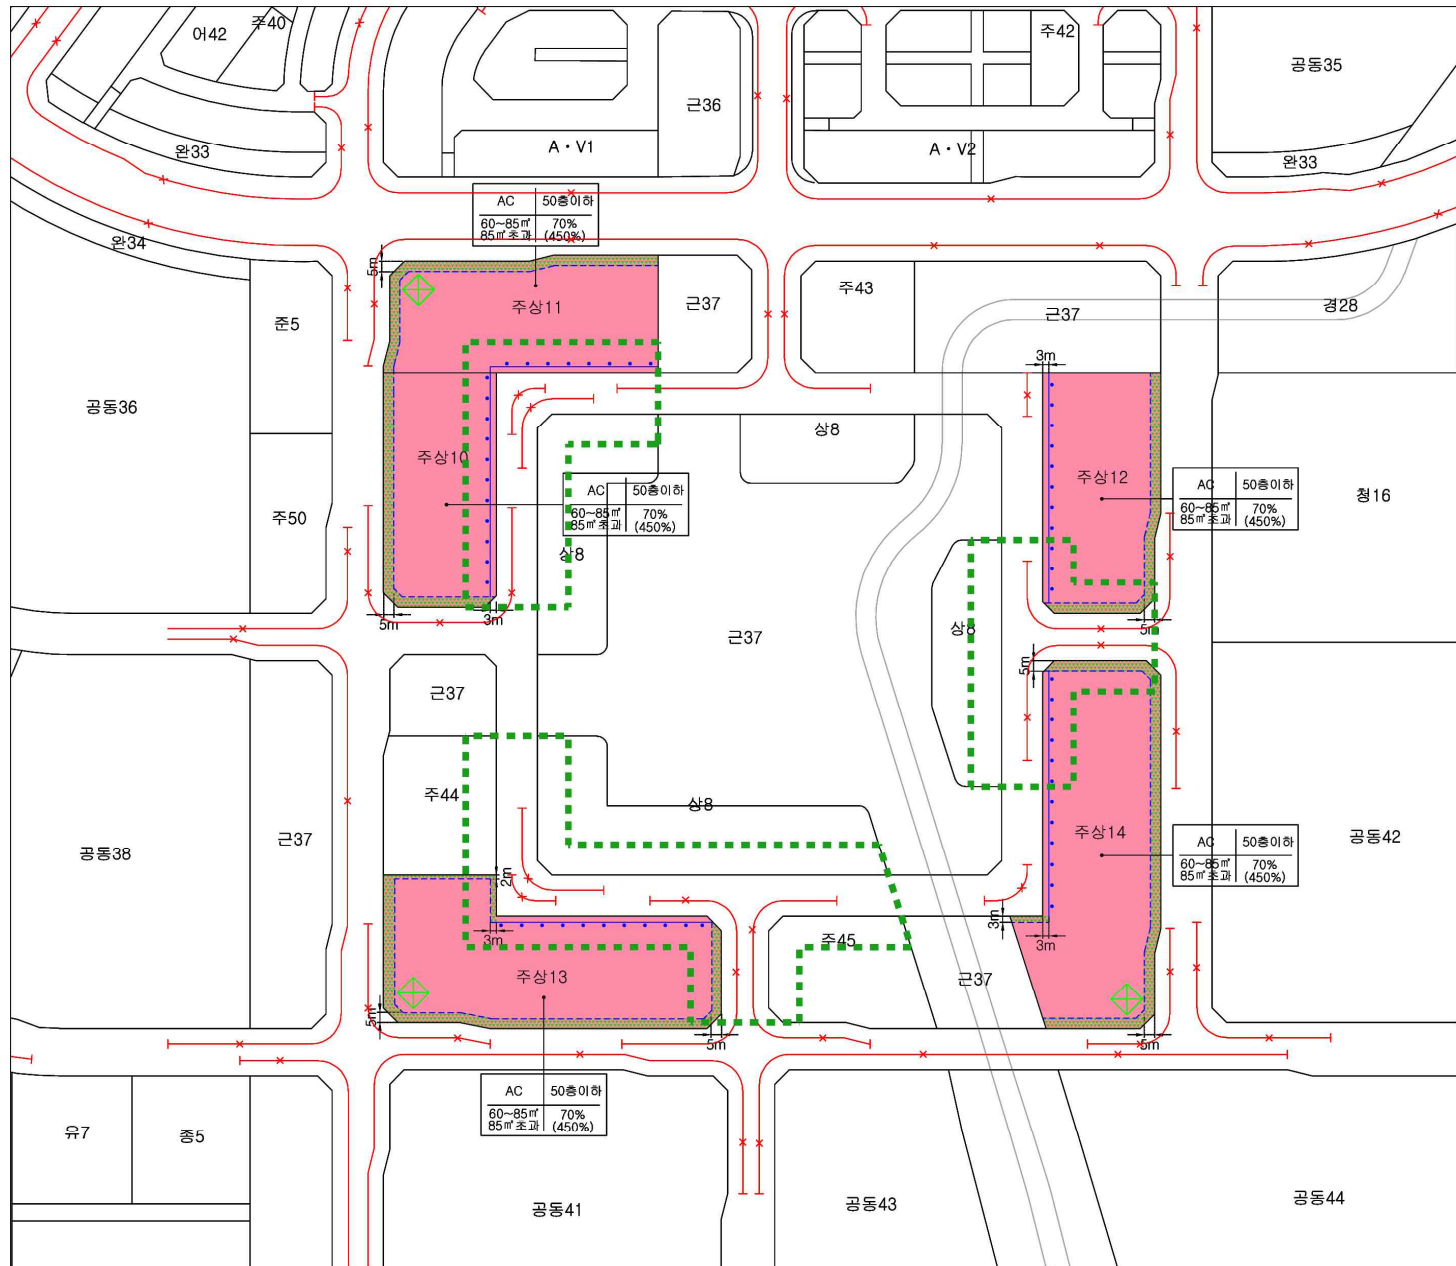 어42
주40
주42
공동35
근36
A・V1
A・V2
완33
완33
AC 50층이하
60~85㎡ 70%
85㎡초과 (450%)
완34
5m
주상11
근37
주43
근37
경28
준5
3m
공동36
주상10
상8
주상12
AC 50층이하
60~85㎡ 70%
85㎡초과 (450%)
AC 50층이하
60~85㎡ 70%
85㎡초과 (450%)
청16
주50
상8
5m
3m
근37
상8
5m
5m
근37
주44
상8
주상14
AC 50층이하
60~85㎡ 70%
85㎡초과 (450%)
공동42
공동38
근37
2m
3m
주45
3m
3m
주상13
근37
5m
5m
5m
AC 50층이하
60~85㎡ 70%
85㎡초과 (450%)
유7
종5
공동41
공동43
공동44